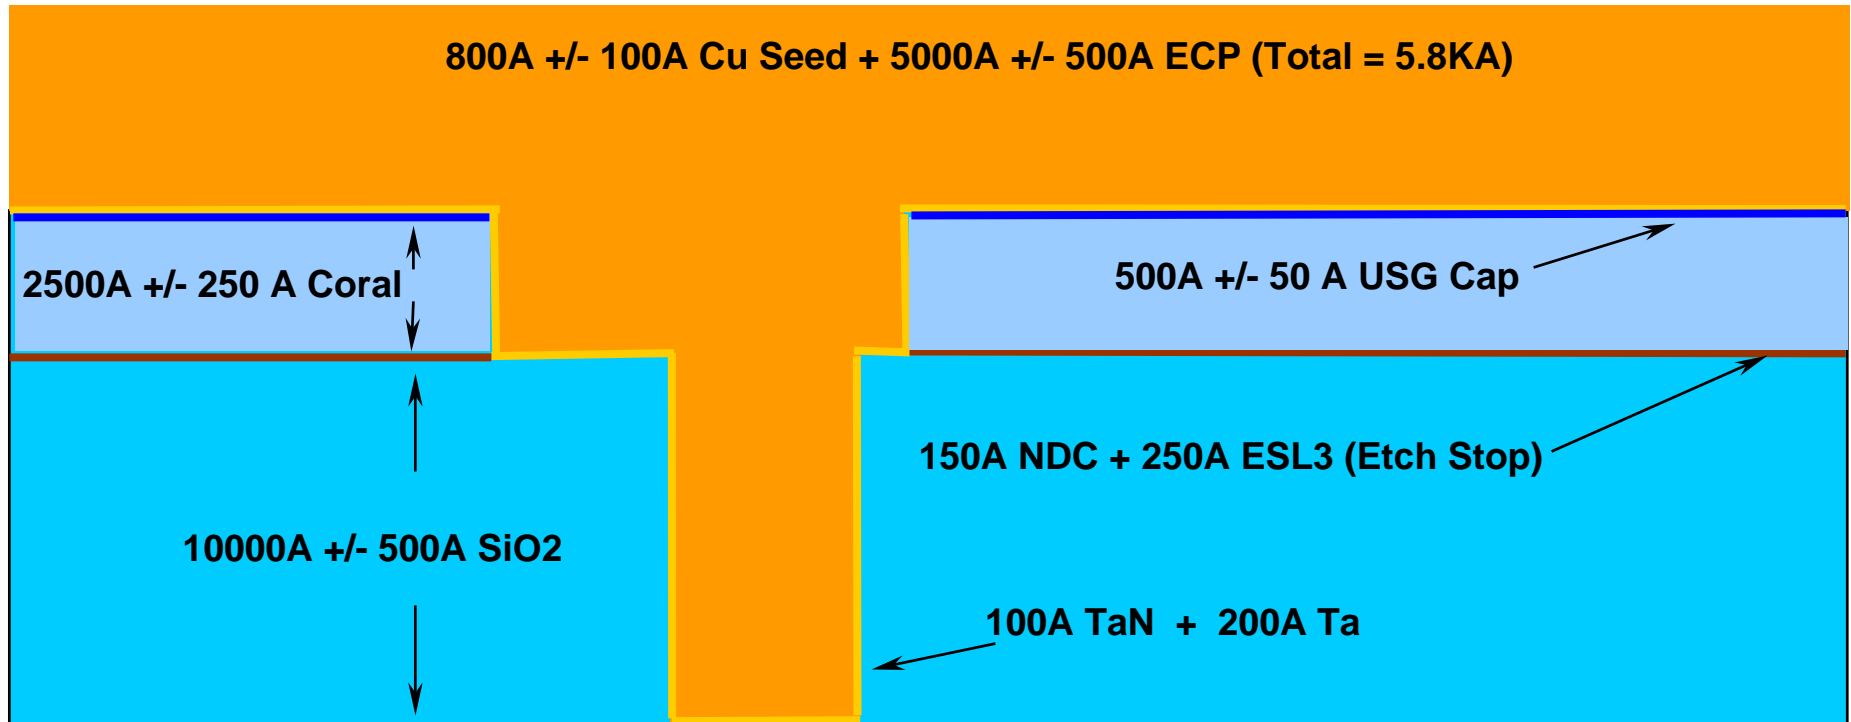 800A +/- 100A Cu Seed + 5000A +/- 500A ECP (Total = 5.8KA)
2500A +/- 250 A Coral
500A +/- 50 A USG Cap
150A NDC + 250A ESL3 (Etch Stop)
10000A +/- 500A SiO2
100A TaN + 200A Ta